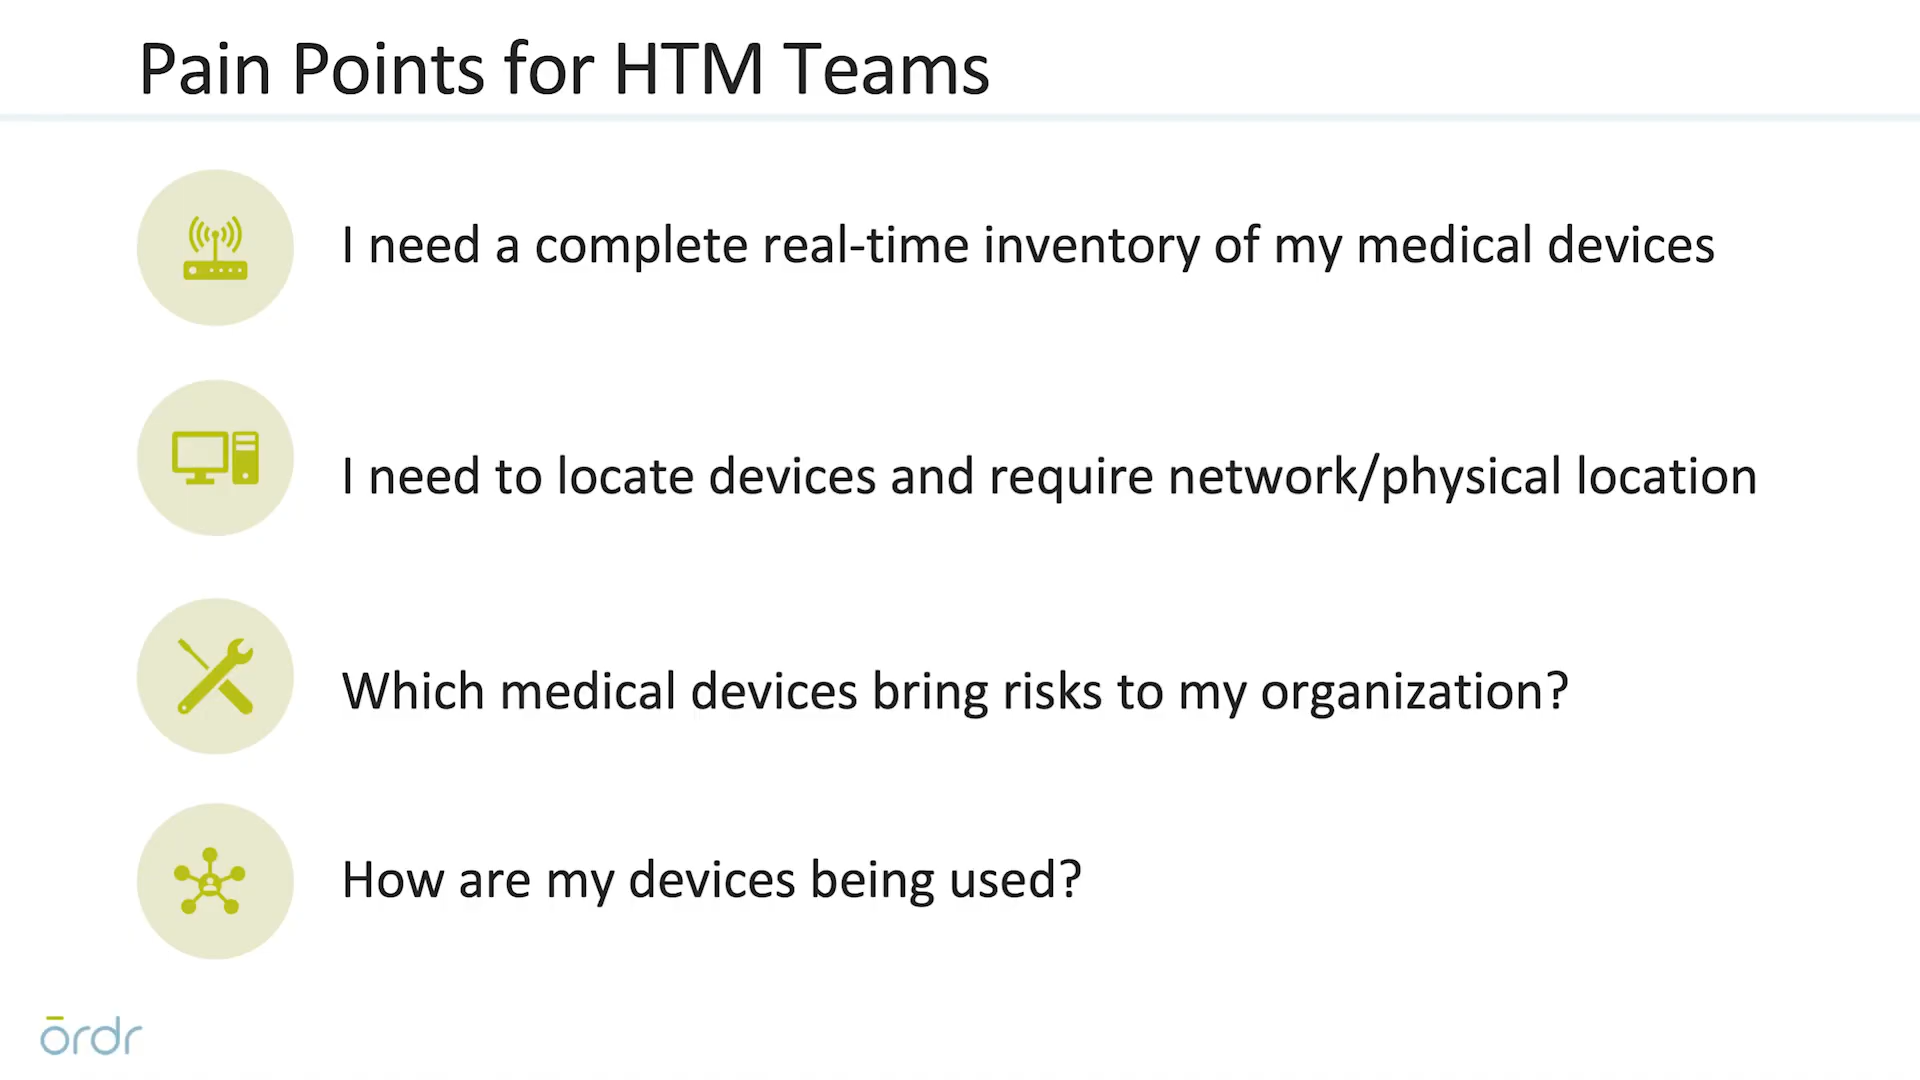 Pain Points for HTM Teams
I need a complete real-time inventory of my medical devices
I need to locate devices and require network/physical location
Which medical devices bring risks to my organization?
How are my devices being used?
ōrdr